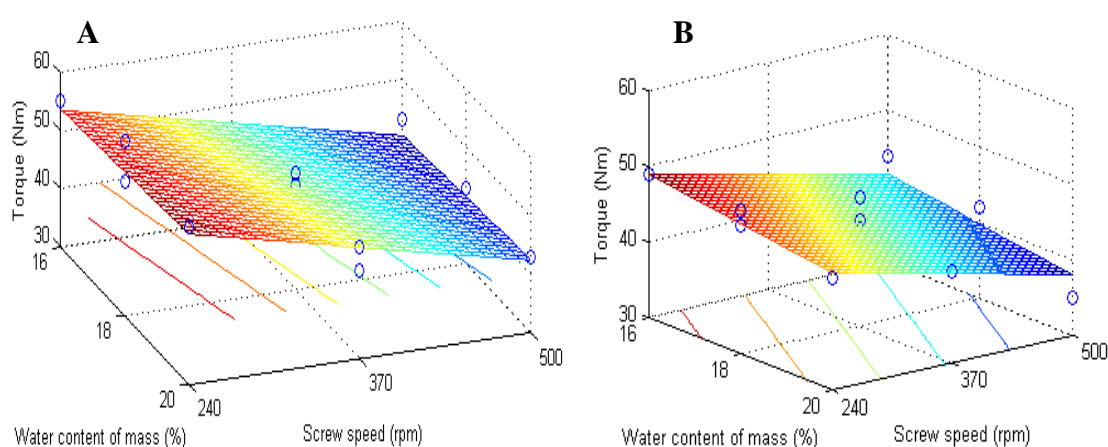 A
60
50
40
30
Torque (Nm)
16
18
20
240
370
500
Water content of mass (%)
Screw speed (rpm)
B
60
50
40
30
Torque (Nm)
16
18
20
240
370
500
Water content of mass (%)
Screw speed (rpm)